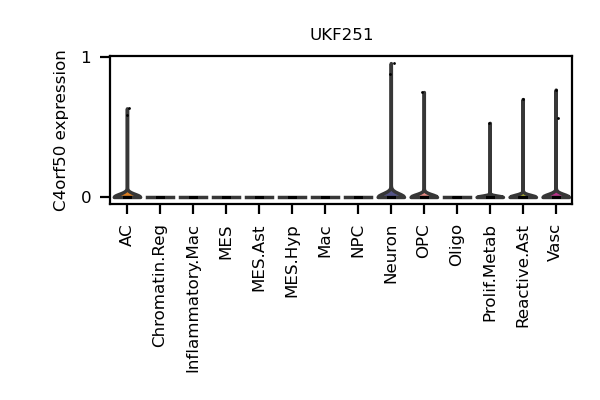 UKF251
C4orf50 expression
1
0
AC
Chromatin.Reg
Inflammatory.Mac
MES
MES.Ast
MES.Hyp
Mac
NPC
Neuron
OPC
Oligo
Prolif.Metab
Reactive.Ast
Vasc